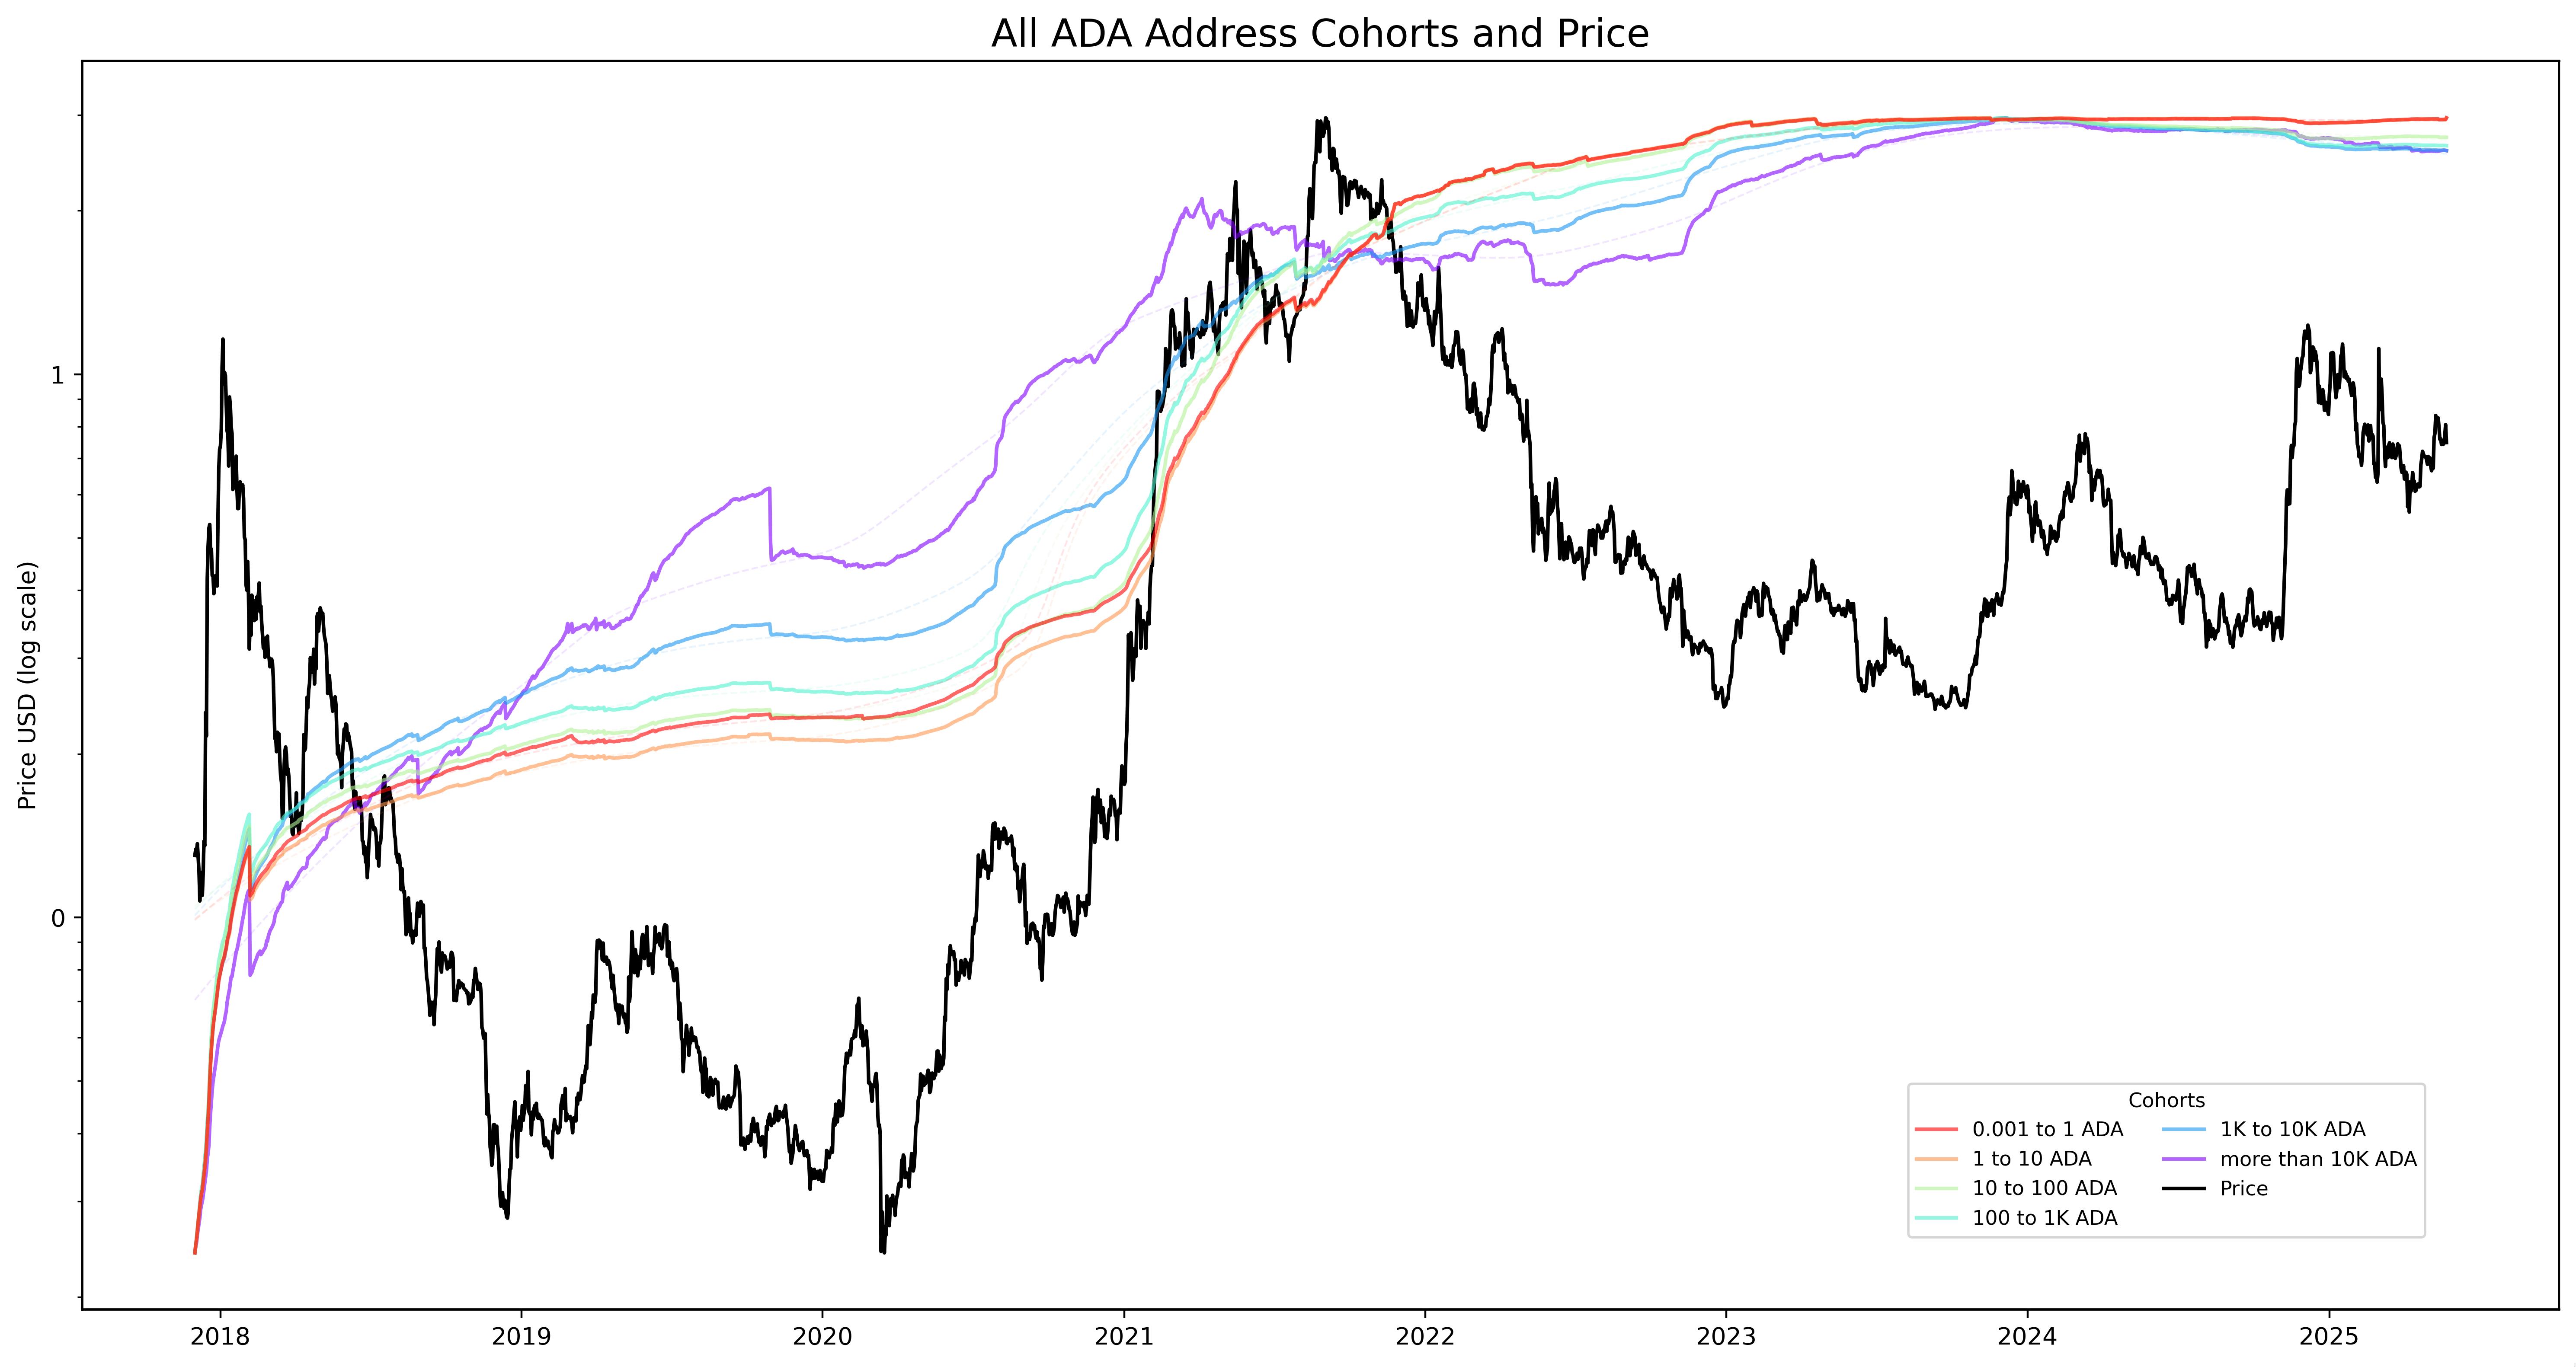 All ADA Address Cohorts and Price
Price USD (log scale)
1
0
2018
2019
2020
2021
2022
2023
2024
2025
Cohorts
0.001 to 1 ADA
1 to 10 ADA
10 to 100 ADA
100 to 1K ADA
1K to 10K ADA
more than 10K ADA
Price